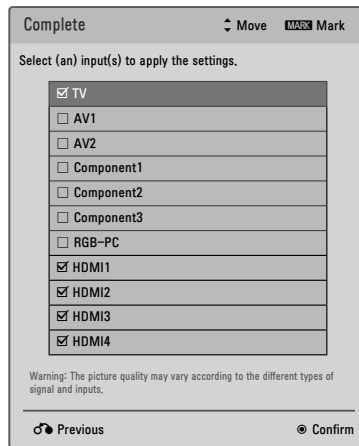 Complete Move MARK Mark
Select (an) input(s) to apply the settings.
☑ TV
☐ AV1
☐ AV2
☐ Component1
☐ Component2
☐ Component3
☐ RGB-PC
☑ HDMI1
☑ HDMI2
☑ HDMI3
☑ HDMI4
Warning: The picture quality may vary according to the different types of
signal and inputs.
Previous ◉ Confirm